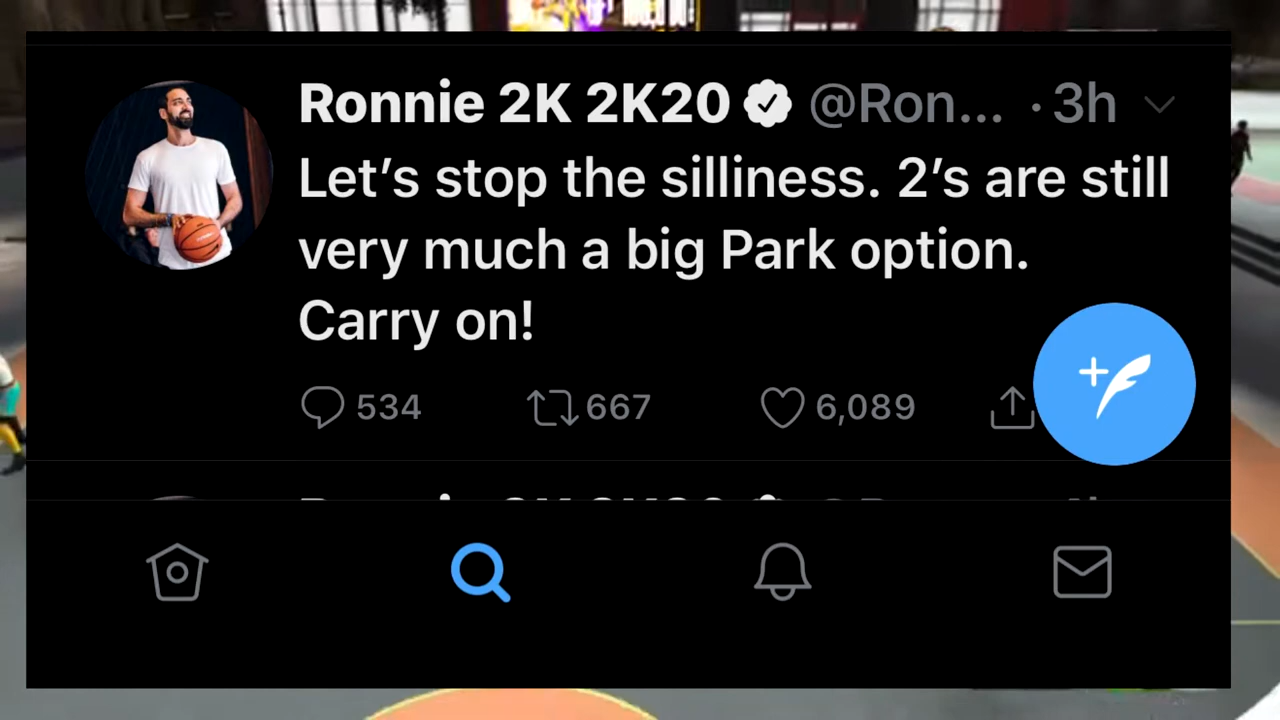 Ronnie 2K 2K20 @Ron... · 3h
Let’s stop the silliness. 2’s are still
very much a big Park option.
Carry on!
534 667 6,089